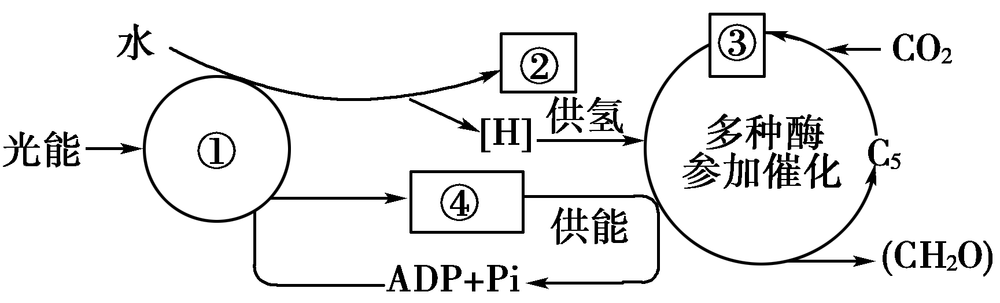 水
②
③
CO₂
[H]
供氢
光能
①
多种酶
参加催化
C₅
④
供能
(CH₂O)
ADP+Pi